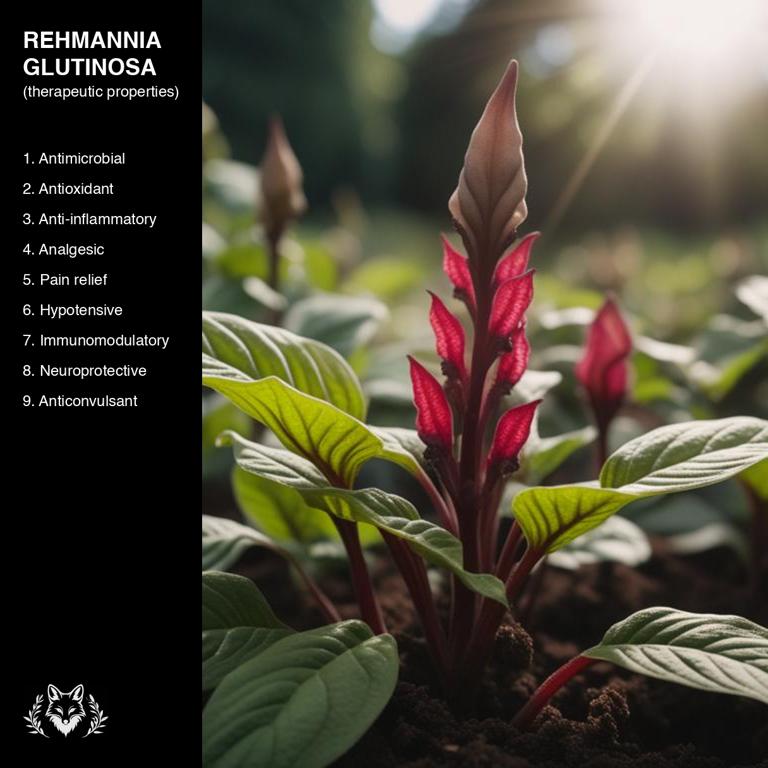 REHMANNIA
GLUTINOSA
(therapeutic properties)
1. Antimicrobial
2. Antioxidant
3. Anti-inflammatory
4. Analgesic
5. Pain relief
6. Hypotensive
7. Immunomodulatory
8. Neuroprotective
9. Anticonvulsant